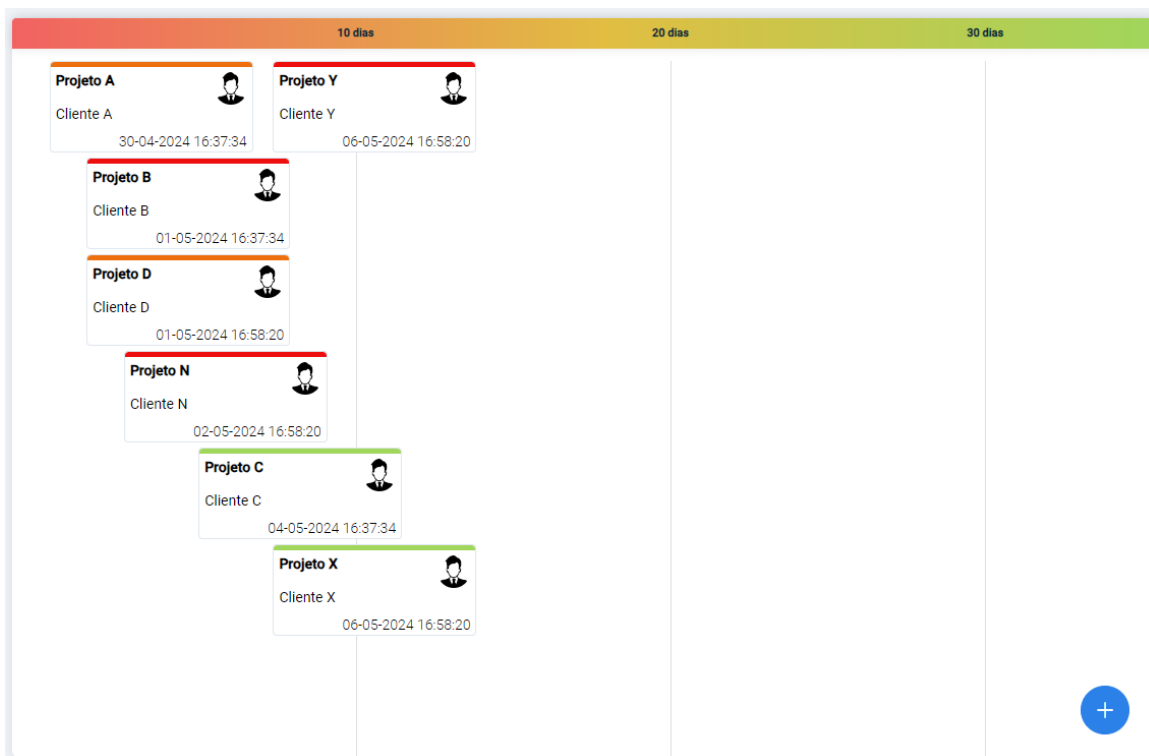 10 dias
20 dias
30 dias
Projeto A
Cliente A
30-04-2024 16:37:34
Projeto Y
Cliente Y
06-05-2024 16:58:20
Projeto B
Cliente B
01-05-2024 16:37:34
Projeto D
Cliente D
01-05-2024 16:58:20
Projeto N
Cliente N
02-05-2024 16:58:20
Projeto C
Cliente C
04-05-2024 16:37:34
Projeto X
Cliente X
06-05-2024 16:58:20